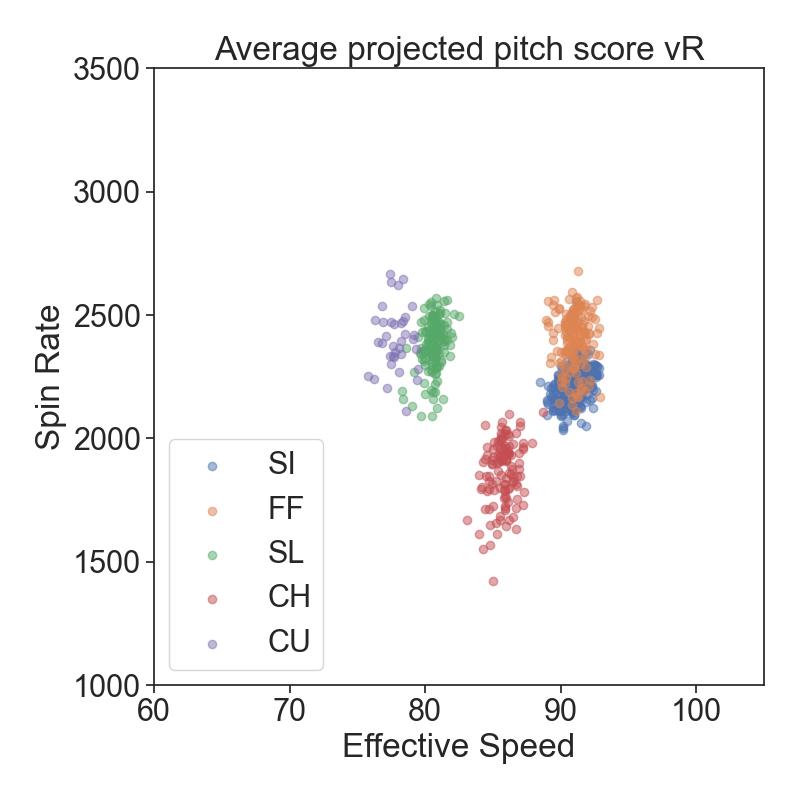 Average projected pitch score vR
3500
3000
2500
2000
1500
1000
Spin Rate
SI
FF
SL
CH
CU
60 70 80 90 100
Effective Speed